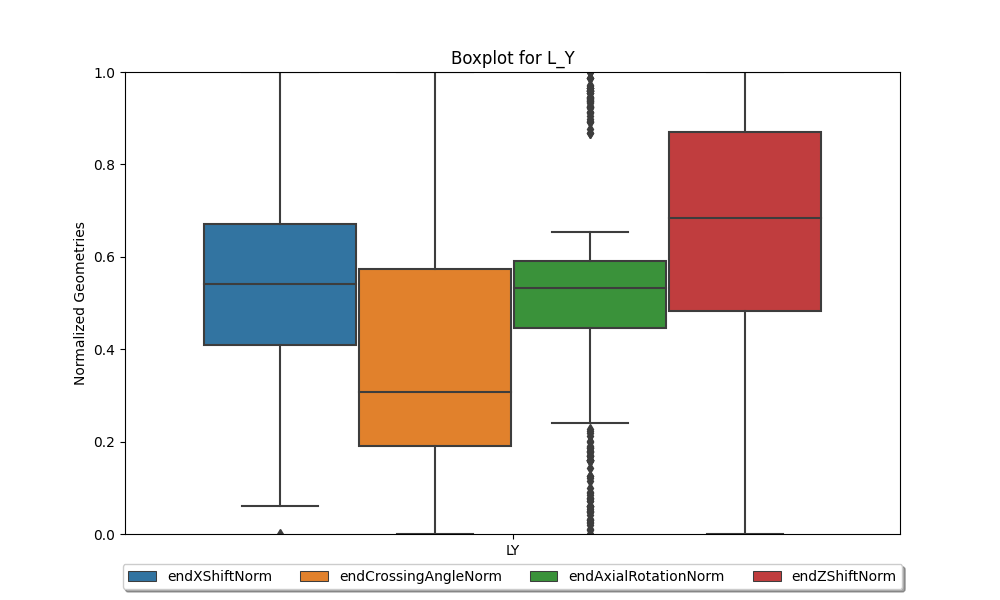 Boxplot for L_Y
Normalized Geometries
1.0
0.8
0.6
0.4
0.2
0.0
LY
endXShiftNorm endCrossingAngleNorm endAxialRotationNorm endZShiftNorm